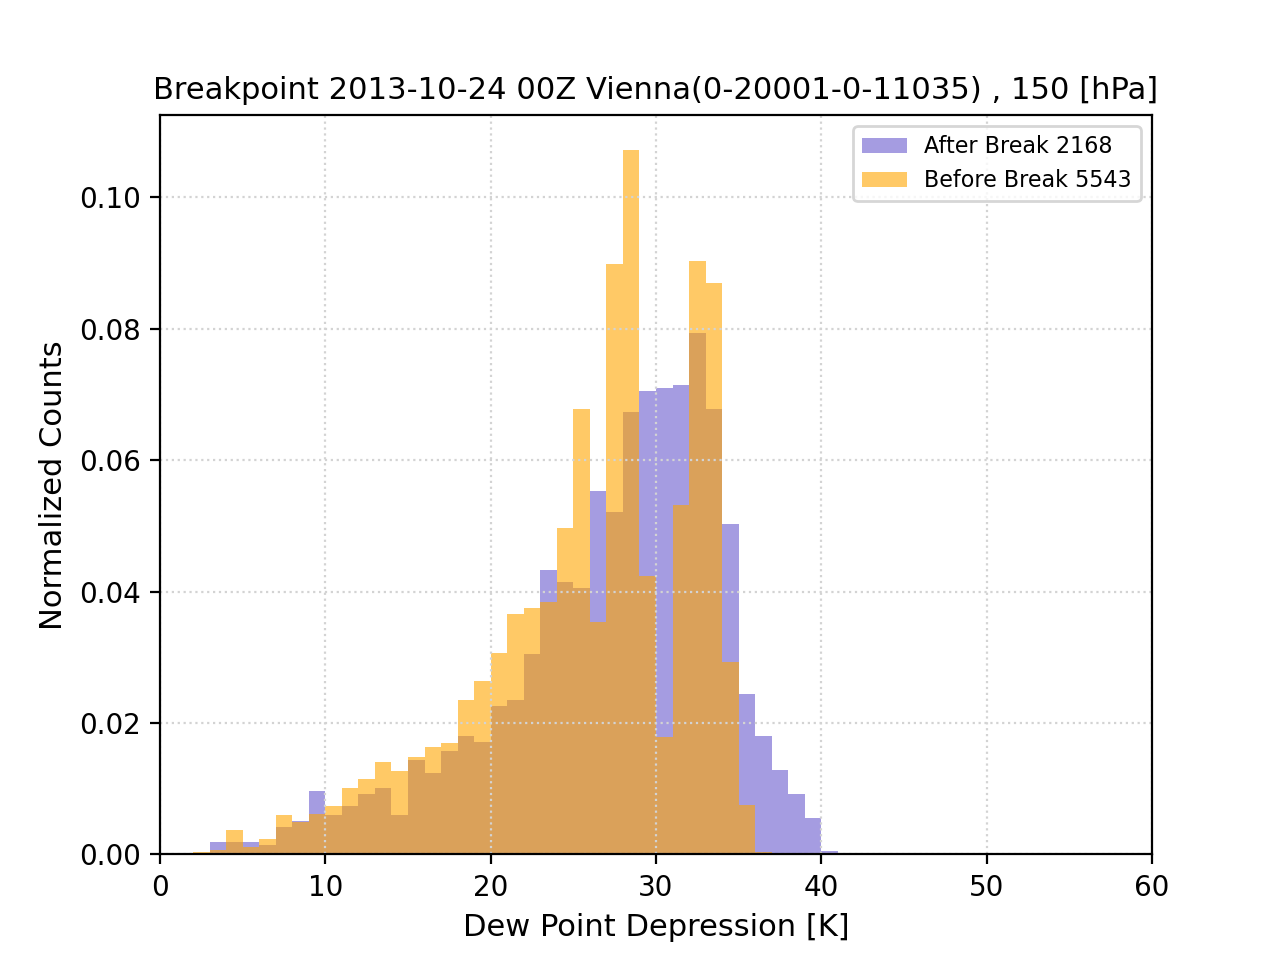 Breakpoint 2013-10-24 00Z Vienna(0-20001-0-11035) , 150 [hPa]
After Break 2168
Before Break 5543
0.10
0.08
0.06
0.04
0.02
0.00
Normalized Counts
0 10 20 30 40 50 60
Dew Point Depression [K]